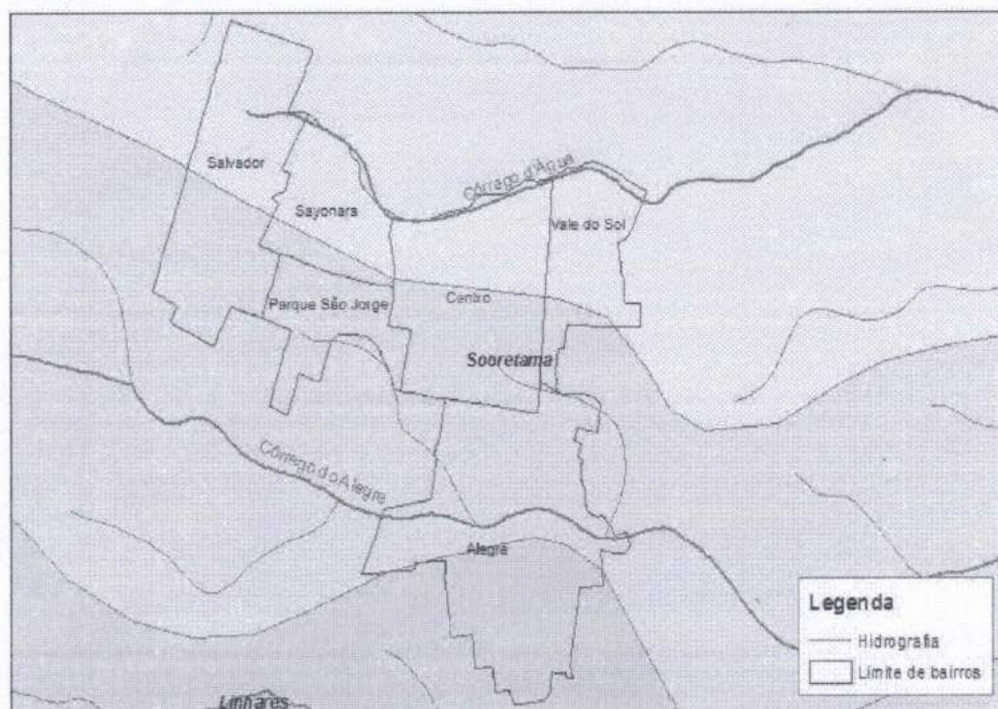 Salvador
Córrego d'Água
Sayonara
Vale do Sol
Parque São Jorge
Centro
Sooretama
Córrego do Alegre
Alegre
Legenda
Hidrografia
Limite de bairros
Linhares